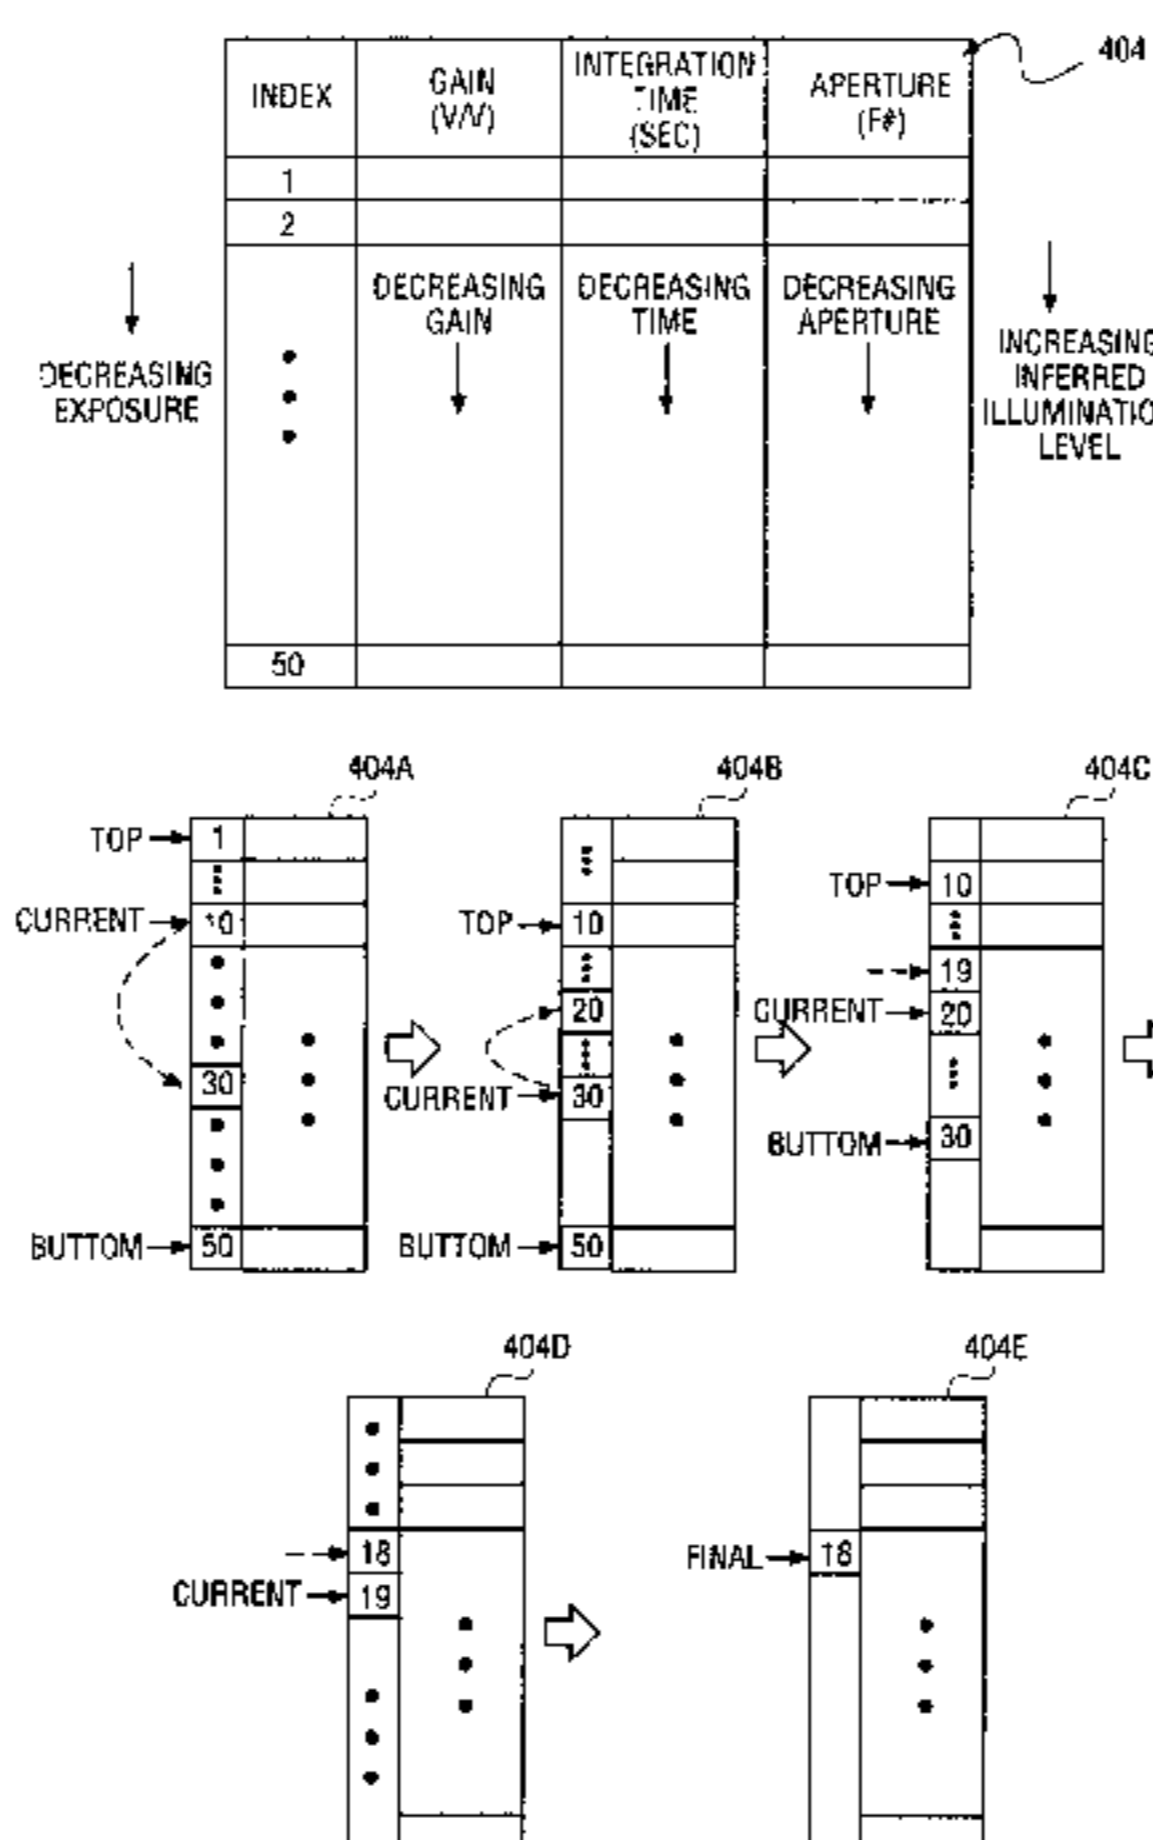 404
INDEX
GAIN
(V/V)
INTEGRATION
TIME
(SEC)
APERTURE
(F#)
1
2
DECREASING
EXPOSURE
DECREASING
GAIN
DECREASING
TIME
DECREASING
APERTURE
INCREASING
INFERRED
ILLUMINATIO
LEVEL
50
404A
TOP 1
CURRENT 10
30
BUTTOM 50
404B
TOP 10
20
CURRENT 30
BUTTOM 50
404C
TOP 10
19
CURRENT 20
BUTTOM 30
404D
18
CURRENT 19
404E
FINAL 18